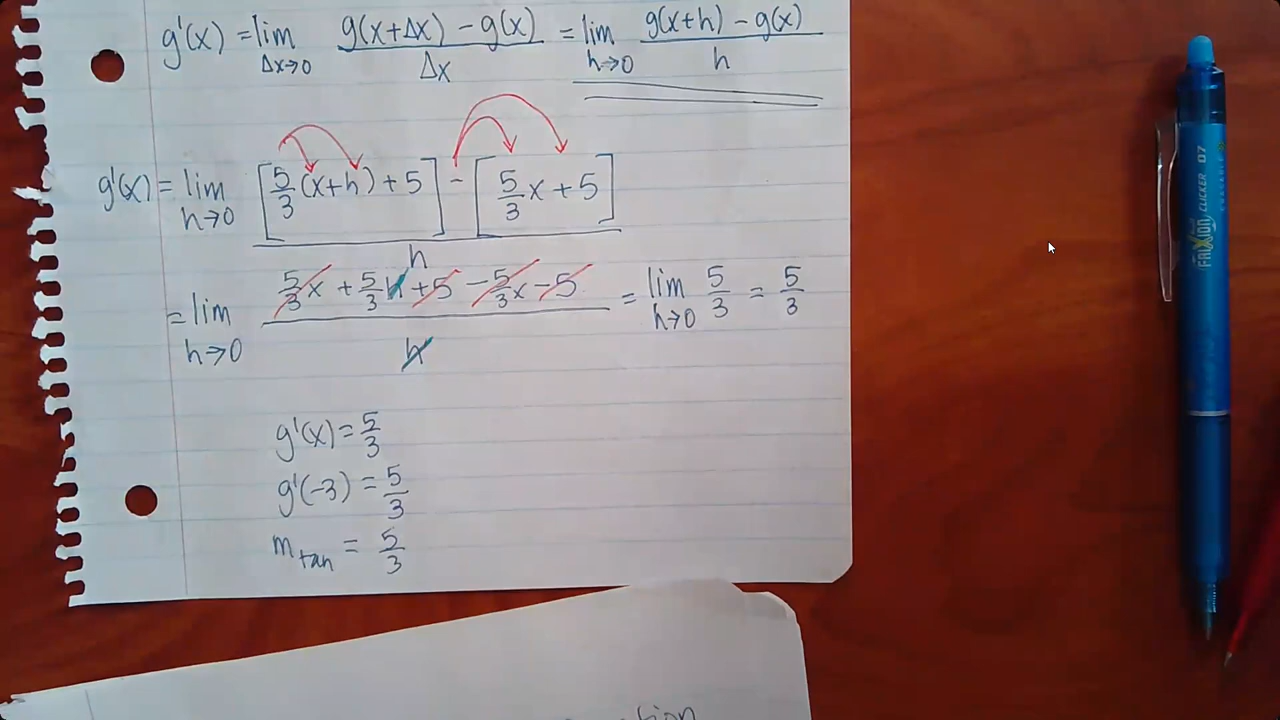 g'(x) = lim Δx→0 g(x+Δx) - g(x) / Δx = lim h→0 g(x+h) - g(x) / h
g'(x) = lim h→0 [5/3 (x+h) + 5] - [5/3 x + 5] / h
= lim h→0 5/3 x + 5/3 h + 5 - 5/3 x - 5 / h = lim h→0 5/3 = 5/3
g'(x) = 5/3
g'(-3) = 5/3
m tan = 5/3
FRIXION CLICKER 07